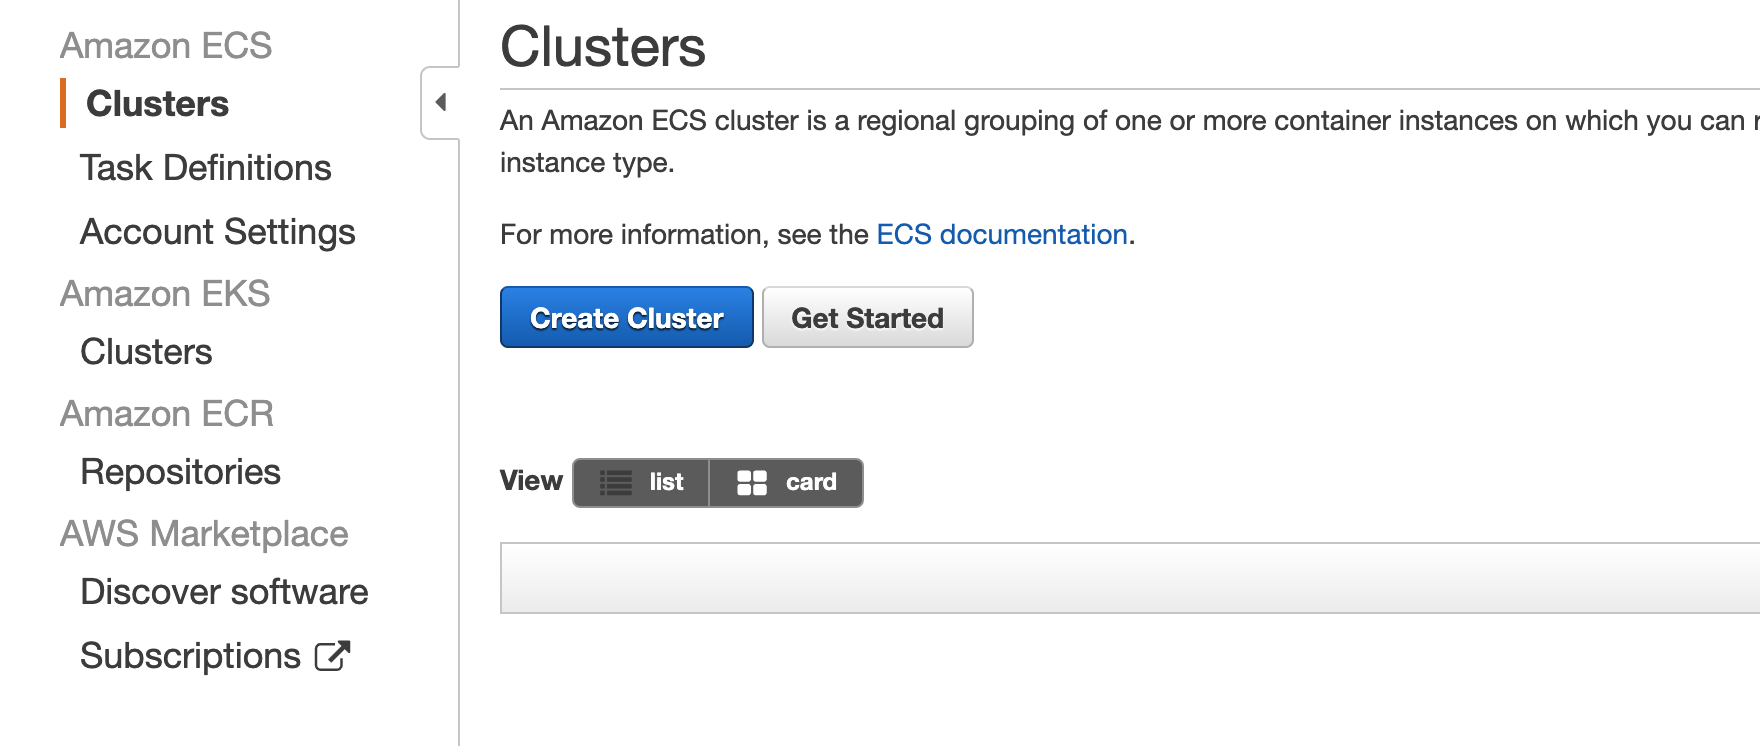 Amazon ECS
Clusters
Task Definitions
Account Settings
Amazon EKS
Clusters
Amazon ECR
Repositories
AWS Marketplace
Discover software
Subscriptions
Clusters
An Amazon ECS cluster is a regional grouping of one or more container instances on which you can
instance type.
For more information, see the ECS documentation.
Create Cluster Get Started
View list card